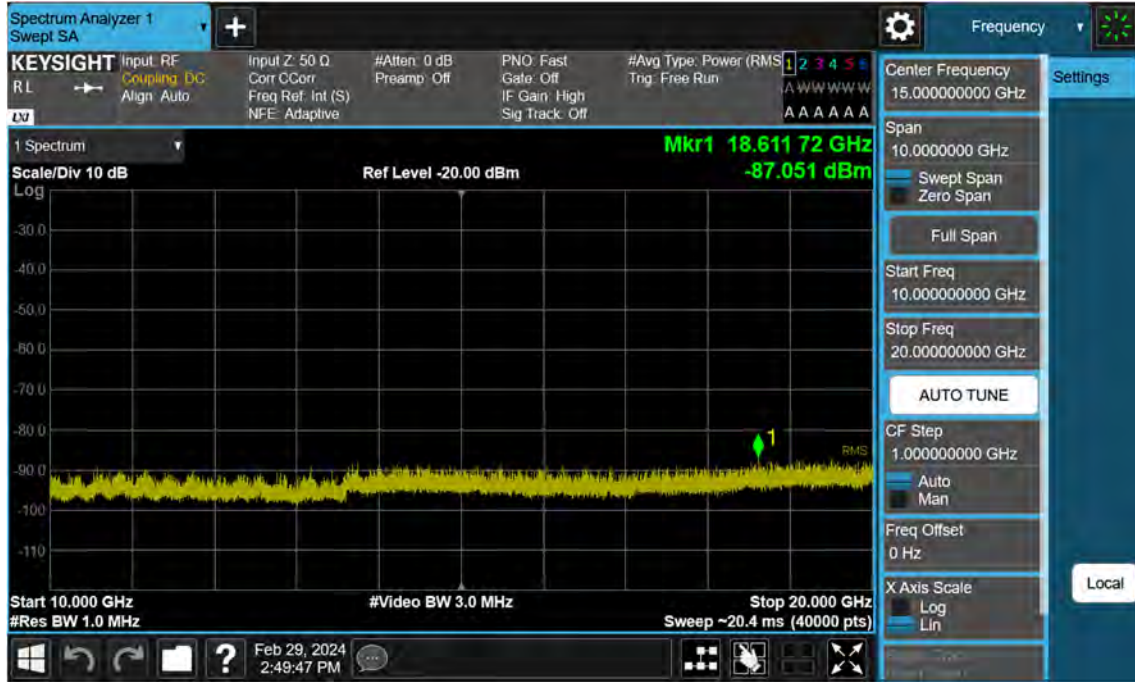 Spectrum Analyzer 1
Swept SA
+
Frequency
KEYSIGHT
R L
LXI
Input: RF
Coupling: DC
Align: Auto
Input Z: 50 Ω
Corr CCorr
Freq Ref: Int (S)
NFE: Adaptive
#Atten: 0 dB
Preamp: Off
PNO: Fast
Gate: Off
IF Gain: High
Sig Track: Off
#Avg Type: Power (RMS
Trig: Free Run
1 2 3 4 5 6
A W W W W W
A A A A A A
1 Spectrum
Scale/Div 10 dB
Log
Ref Level -20.00 dBm
Mkr1 18.611 72 GHz
-87.051 dBm
-30.0
-40.0
-50.0
-60.0
-70.0
-80.0
-90.0
-100
-110
1
RMS
Start 10.000 GHz
#Res BW 1.0 MHz
#Video BW 3.0 MHz
Stop 20.000 GHz
Sweep ~20.4 ms (40000 pts)
?
Feb 29, 2024
2:49:47 PM
Center Frequency
15.000000000 GHz
Span
10.0000000 GHz
Swept Span
Zero Span
Full Span
Start Freq
10.000000000 GHz
Stop Freq
20.000000000 GHz
AUTO TUNE
CF Step
1.000000000 GHz
Auto
Man
Freq Offset
0 Hz
X Axis Scale
Log
Lin
Settings
Local